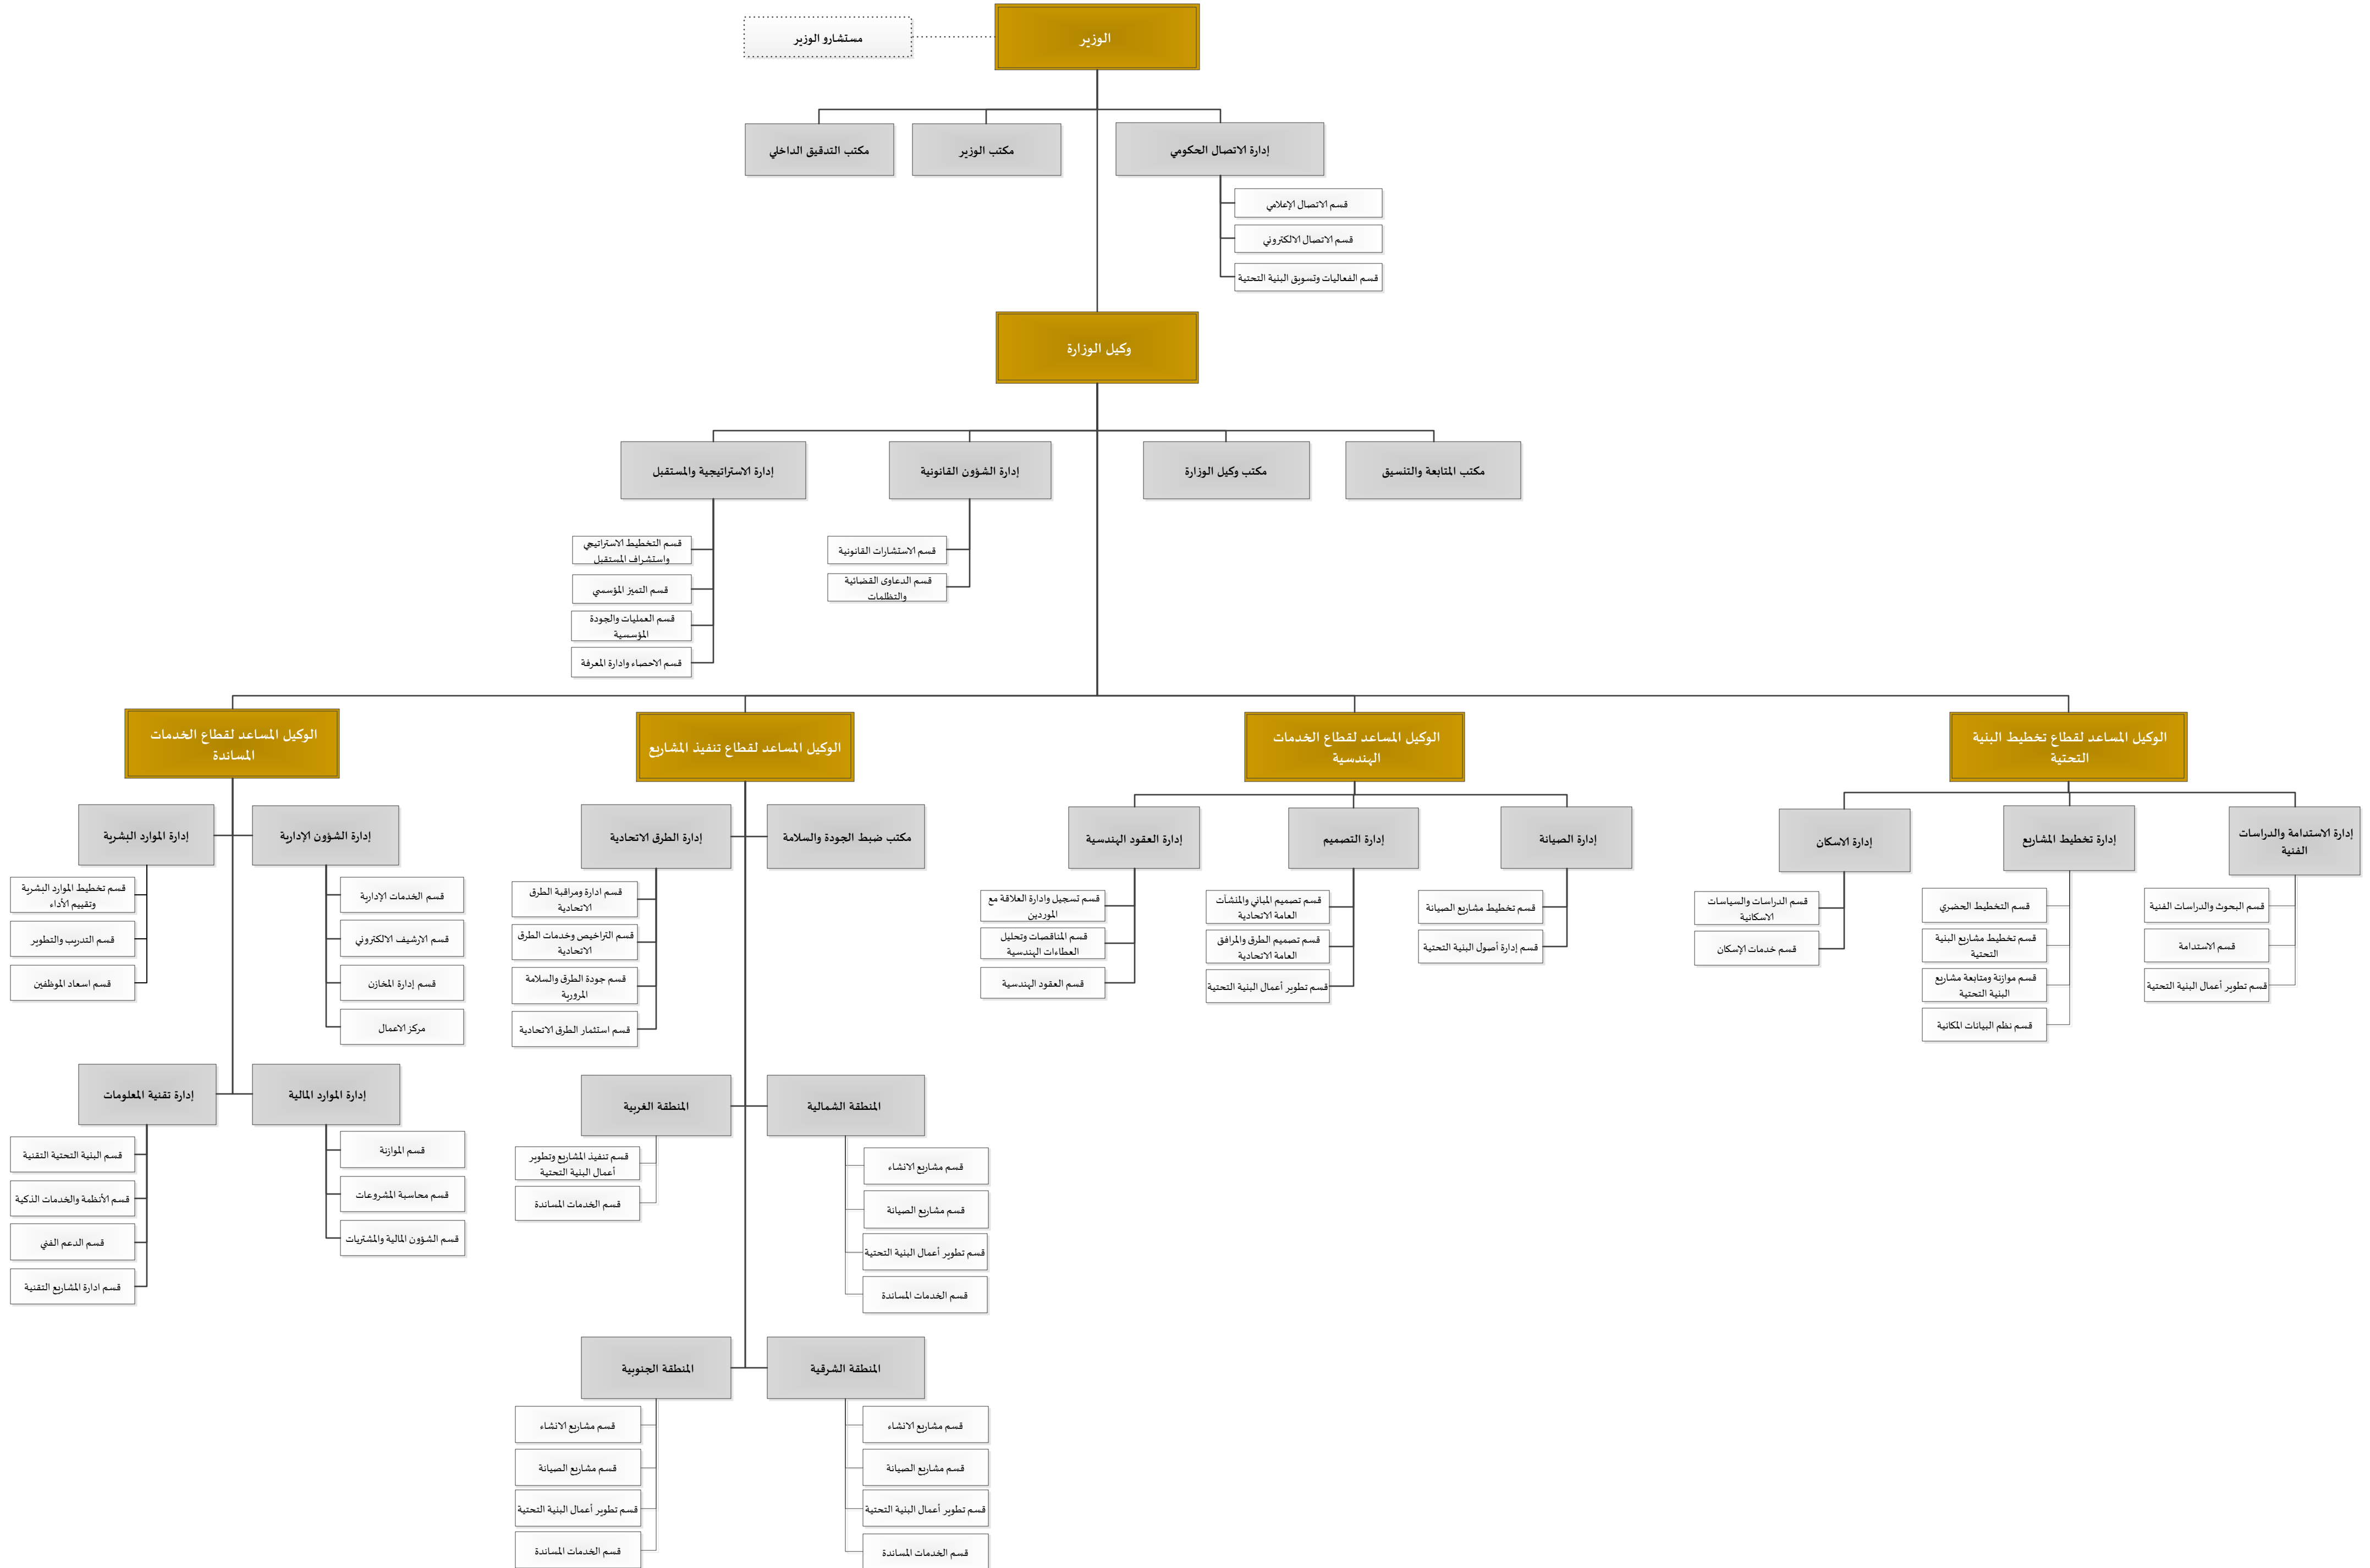 الوزير
مستشارو الوزير
إدارة الاتصال الحكومي
مكتب الوزير
مكتب التدقيق الداخلي
قسم الاتصال الإعلامي
قسم الاتصال الالكتروني
قسم الفعاليات وتسويق البنية التحتية
وكيل الوزارة
مكتب المتابعة والتنسيق
مكتب وكيل الوزارة
إدارة الشؤون القانونية
إدارة الاستراتيجية والمستقبل
قسم الاستشارات القانونية
قسم الدعاوى القضائية
والتظلمات
قسم التخطيط الاستراتيجي
واستشراف المستقبل
قسم التميز المؤسسي
قسم العمليات والجودة
المؤسسية
قسم الاحصاء وادارة المعرفة
الوكيل المساعد لقطاع تخطيط البنية
التحتية
إدارة الاستدامة والدراسات
الفنية
قسم البحوث والدراسات الفنية
قسم الاستدامة
قسم تطوير أعمال البنية التحتية
إدارة تخطيط المشاريع
قسم التخطيط الحضري
قسم تخطيط مشاريع البنية
التحتية
قسم موازنة ومتابعة مشاريع
البنية التحتية
قسم نظم البيانات المكانية
إدارة الاسكان
قسم الدراسات والسياسات
الاسكانية
قسم خدمات الإسكان
الوكيل المساعد لقطاع الخدمات
الهندسية
إدارة الصيانة
قسم تخطيط مشاريع الصيانة
قسم إدارة أصول البنية التحتية
إدارة التصميم
قسم تصميم المباني والمنشآت
العامة الاتحادية
قسم تصميم الطرق والمرافق
العامة الاتحادية
قسم تطوير أعمال البنية التحتية
إدارة العقود الهندسية
قسم تسجيل وادارة العلاقة مع
الموردين
قسم المناقصات وتحليل
العطاءات الهندسية
قسم العقود الهندسية
الوكيل المساعد لقطاع تنفيذ المشاريع
مكتب ضبط الجودة والسلامة
إدارة الطرق الاتحادية
قسم ادارة ومراقبة الطرق
الاتحادية
قسم التراخيص وخدمات الطرق
الاتحادية
قسم جودة الطرق والسلامة
المرورية
قسم استثمار الطرق الاتحادية
المنطقة الشمالية
قسم مشاريع الانشاء
قسم مشاريع الصيانة
قسم تطوير أعمال البنية التحتية
قسم الخدمات المساندة
المنطقة الغربية
قسم تنفيذ المشاريع وتطوير
أعمال البنية التحتية
قسم الخدمات المساندة
المنطقة الشرقية
قسم مشاريع الانشاء
قسم مشاريع الصيانة
قسم تطوير أعمال البنية التحتية
قسم الخدمات المساندة
المنطقة الجنوبية
قسم مشاريع الانشاء
قسم مشاريع الصيانة
قسم تطوير أعمال البنية التحتية
قسم الخدمات المساندة
الوكيل المساعد لقطاع الخدمات
المساندة
إدارة الشؤون الإدارية
قسم الخدمات الإدارية
قسم الارشيف الالكتروني
قسم إدارة المخازن
مركز الاعمال
إدارة الموارد البشرية
قسم تخطيط الموارد البشرية
وتقييم الأداء
قسم التدريب والتطوير
قسم اسعاد الموظفين
إدارة الموارد المالية
قسم الموازنة
قسم محاسبة المشروعات
قسم الشؤون المالية والمشتريات
إدارة تقنية المعلومات
قسم البنية التحتية التقنية
قسم الأنظمة والخدمات الذكية
قسم الدعم الفني
قسم ادارة المشاريع التقنية